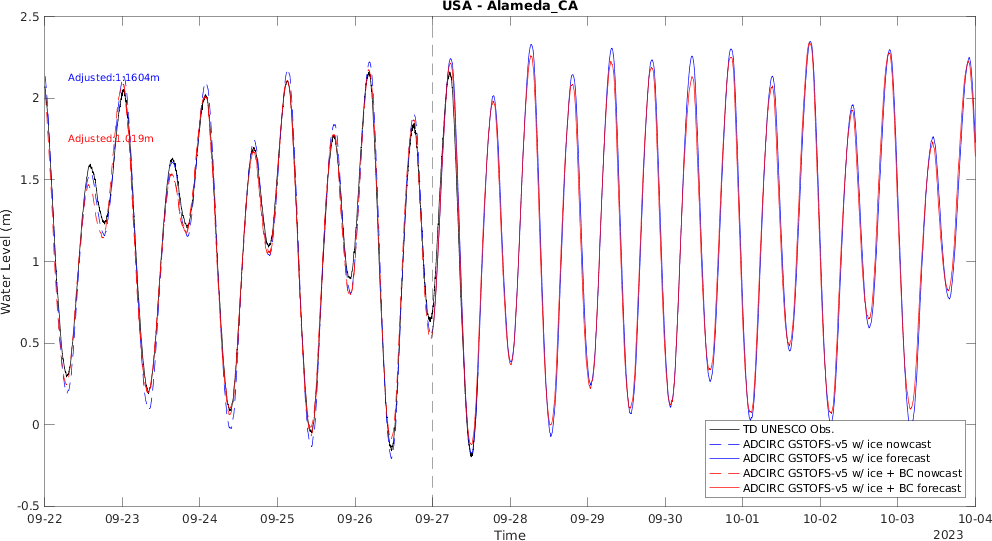 USA - Alameda_CA
2.5
2
1.5
1
0.5
0
-0.5
Water Level (m)
Adjusted:1.1604m
Adjusted:1.019m
TD UNESCO Obs.
ADCIRC GSTOFS-v5 w/ ice nowcast
ADCIRC GSTOFS-v5 w/ ice forecast
ADCIRC GSTOFS-v5 w/ ice + BC nowcast
ADCIRC GSTOFS-v5 w/ ice + BC forecast
09-22 09-23 09-24 09-25 09-26 09-27 09-28 09-29 09-30 10-01 10-02 10-03 10-04
Time
2023